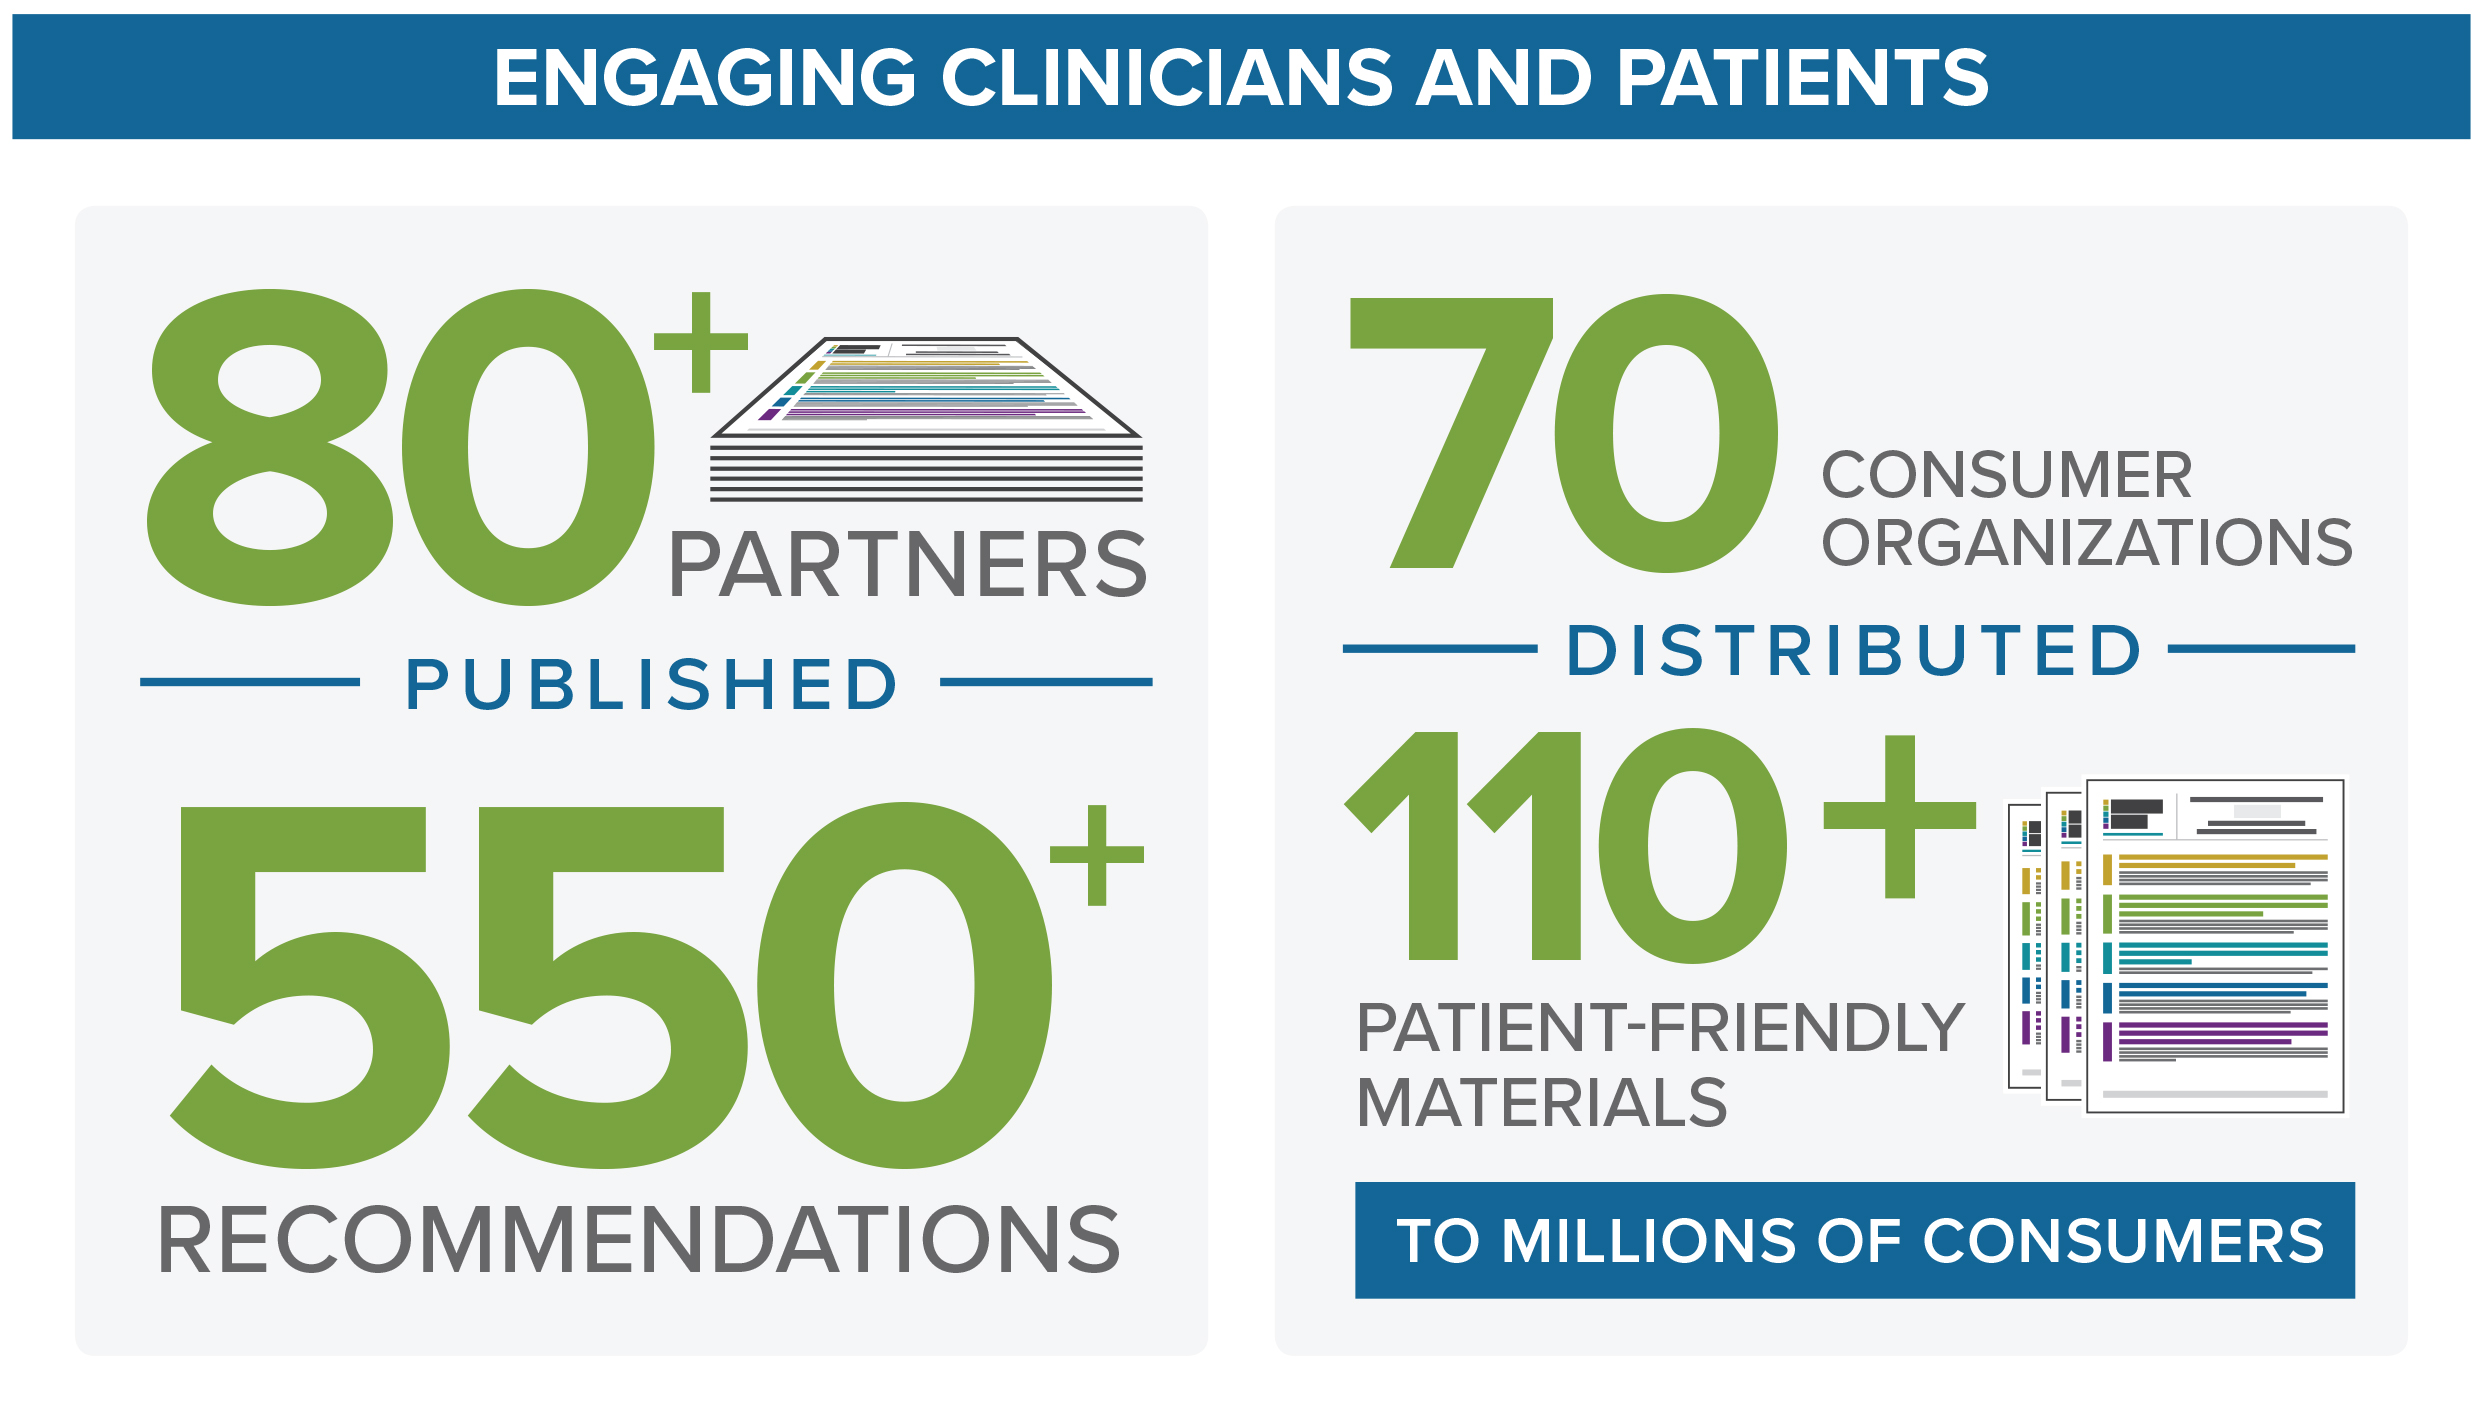 ENGAGING CLINICIANS AND PATIENTS
80+
PARTNERS
PUBLISHED
550+
RECOMMENDATIONS
70 CONSUMER
ORGANIZATIONS
DISTRIBUTED
110+
PATIENT-FRIENDLY
MATERIALS
TO MILLIONS OF CONSUMERS